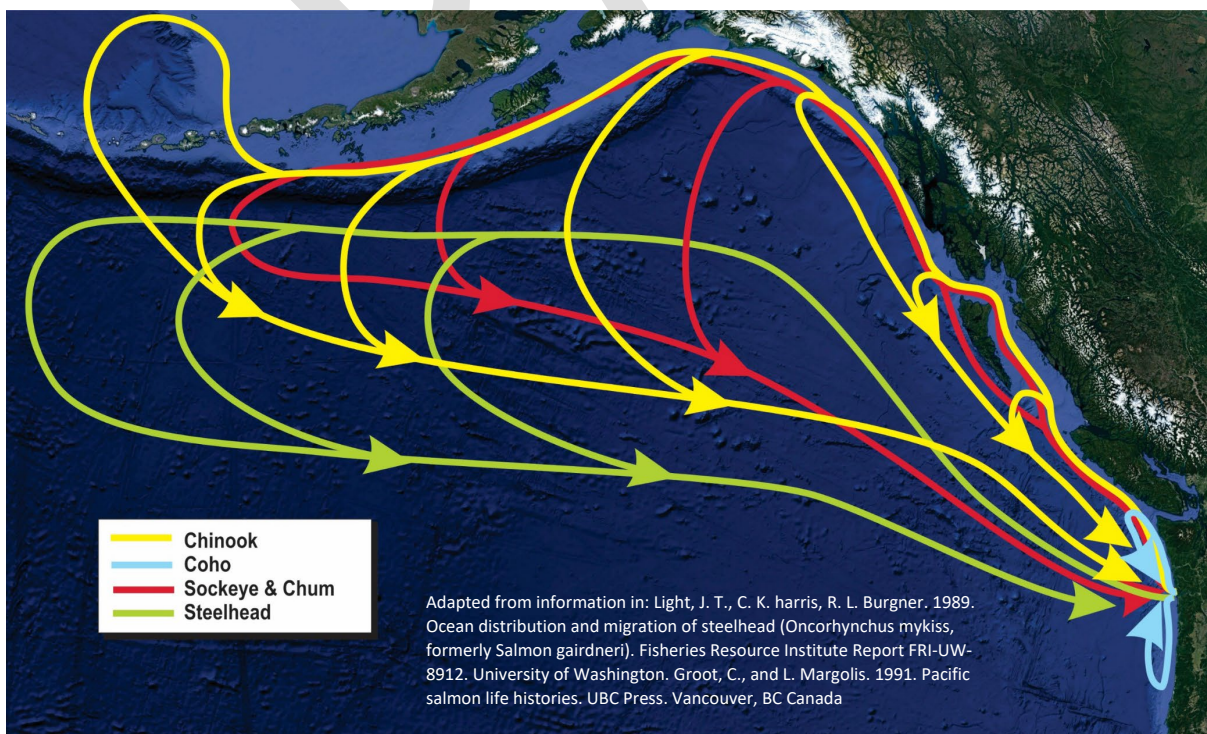 Chinook
Coho
Sockeye & Chum
Steelhead
Adapted from information in: Light, J. T., C. K. harris, R. L. Burgner. 1989.
Ocean distribution and migration of steelhead (Oncorhynchus mykiss,
formerly Salmon gairdneri). Fisheries Resource Institute Report FRI-UW-
8912. University of Washington. Groot, C., and L. Margolis. 1991. Pacific
salmon life histories. UBC Press. Vancouver, BC Canada